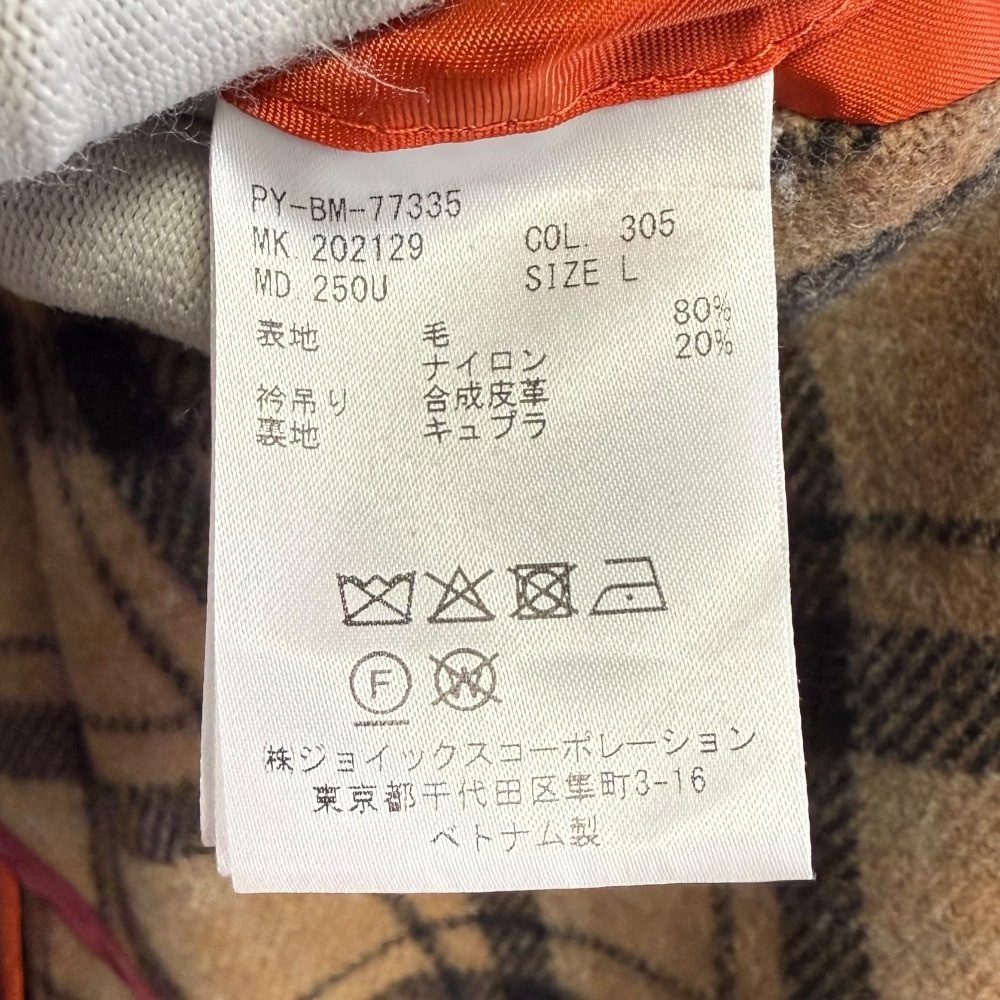 PY-BM-77335
MK. 202129 COL. 305
MD. 250U SIZE L
表地 毛 80%
ナイロン 20%
衿吊り 合成皮革
裏地 キュプラ
F W
㈱ジョイックスコーポレーション
東京都千代田区隼町3-16
ベトナム製